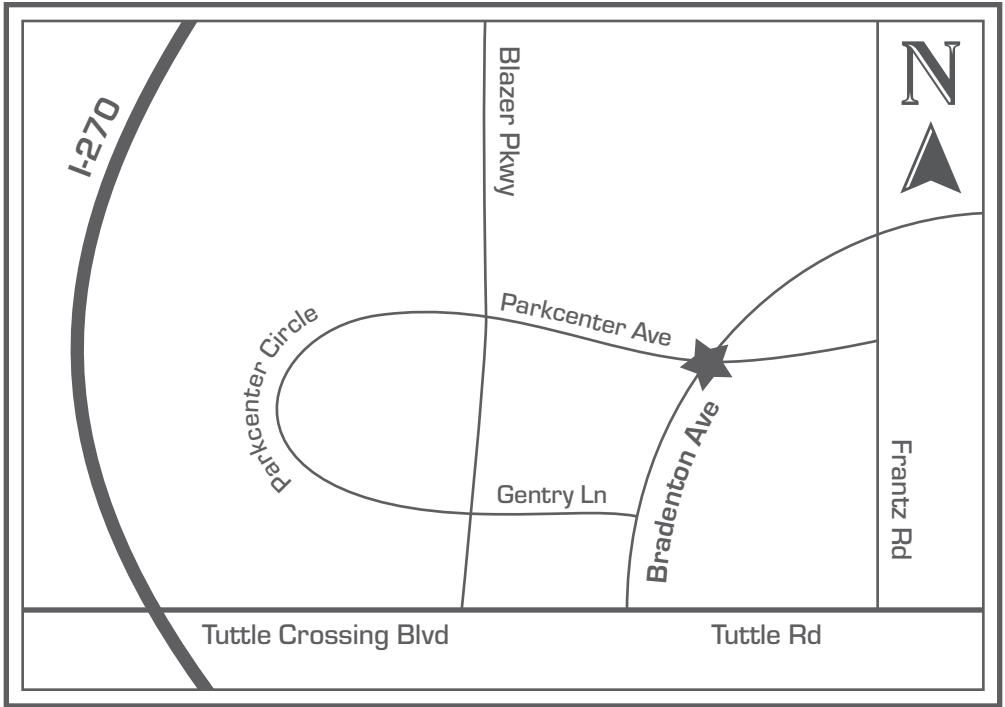 N
I-270
Blazer Pkwy
Parkcenter Circle
Parkcenter Ave
Bradenton Ave
Frantz Rd
Gentry Ln
Tuttle Crossing Blvd
Tuttle Rd